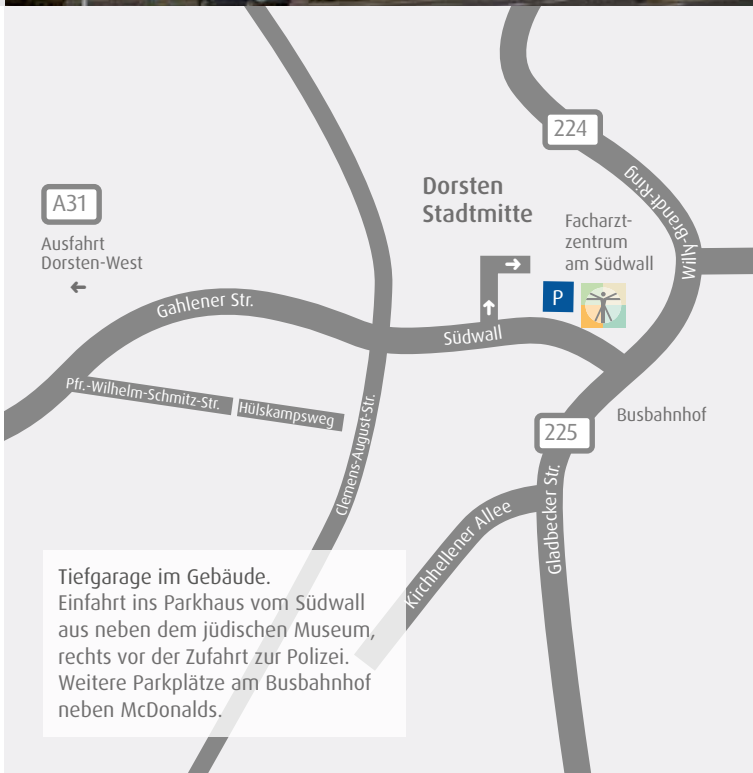 224
Willy-Brandt-Ring
Dorsten
Stadtmitte
A31
Ausfahrt
Dorsten-West
Facharzt-
zentrum
am Südwall
P
Gahlener Str.
Südwall
Pfr.-Wilhelm-Schmitz-Str.
Hülskampsweg
Clemens-August-Str.
Busbahnhof
225
Gladbecker Str.
Kirchhellener Allee
Tiefgarage im Gebäude.
Einfahrt ins Parkhaus vom Südwall
aus neben dem jüdischen Museum,
rechts vor der Zufahrt zur Polizei.
Weitere Parkplätze am Busbahnhof
neben McDonalds.